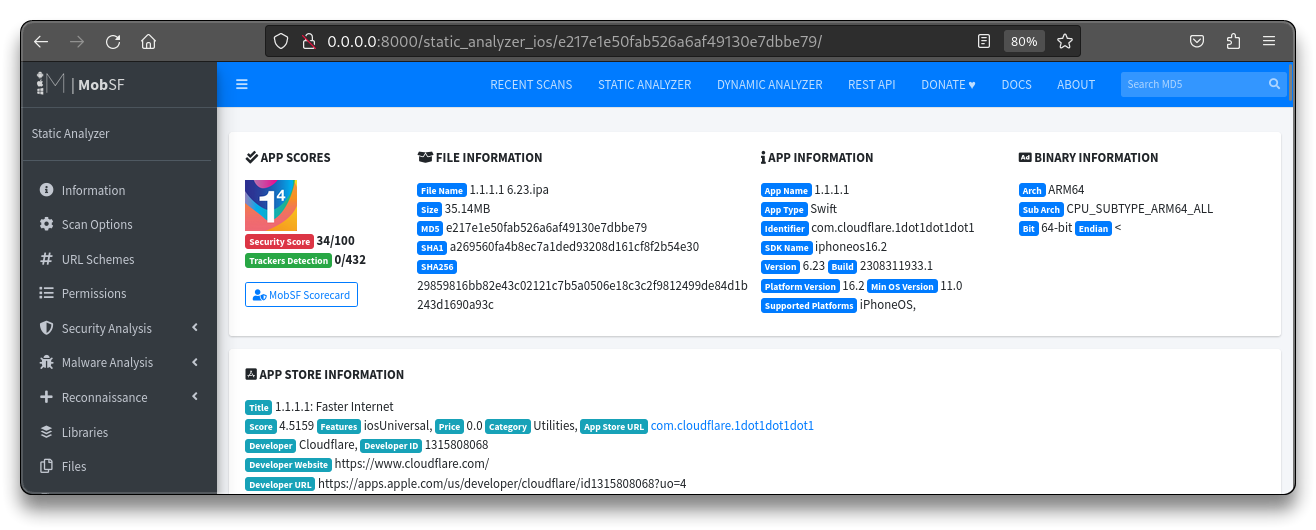 0.0.0.0:8000/static_analyzer_ios/e217e1e50fab526a6af49130e7dbbe79/
80%
M | MobSF
RECENT SCANS STATIC ANALYZER DYNAMIC ANALYZER REST API DONATE ♥ DOCS ABOUT Search MD5
Static Analyzer
Information
Scan Options
URL Schemes
Permissions
Security Analysis
Malware Analysis
Reconnaissance
Libraries
Files
APP SCORES
1.4
Security Score 34/100
Trackers Detection 0/432
MobSF Scorecard
FILE INFORMATION
File Name 1.1.1.1 6.23.ipa
Size 35.14MB
MD5 e217e1e50fab526a6af49130e7dbbe79
SHA1 a269560fa4b8ec7a1ded93208d161cf8f2b54e30
SHA256
29859816bb82e43c02121c7b5a0506e18c3c2f9812499de84d1b
243d1690a93c
APP INFORMATION
App Name 1.1.1.1
App Type Swift
Identifier com.cloudflare.1dot1dot1dot1
SDK Name iphoneos16.2
Version 6.23 Build 2308311933.1
Platform Version 16.2 Min OS Version 11.0
Supported Platforms iPhoneOS,
BINARY INFORMATION
Arch ARM64
Sub Arch CPU_SUBTYPE_ARM64_ALL
Bit 64-bit Endian <
APP STORE INFORMATION
Title 1.1.1.1: Faster Internet
Score 4.5159 Features iosUniversal, Price 0.0 Category Utilities, App Store URL com.cloudflare.1dot1dot1dot1
Developer Cloudflare, Developer ID 1315808068
Developer Website https://www.cloudflare.com/
Developer URL https://apps.apple.com/us/developer/cloudflare/id1315808068?uo=4